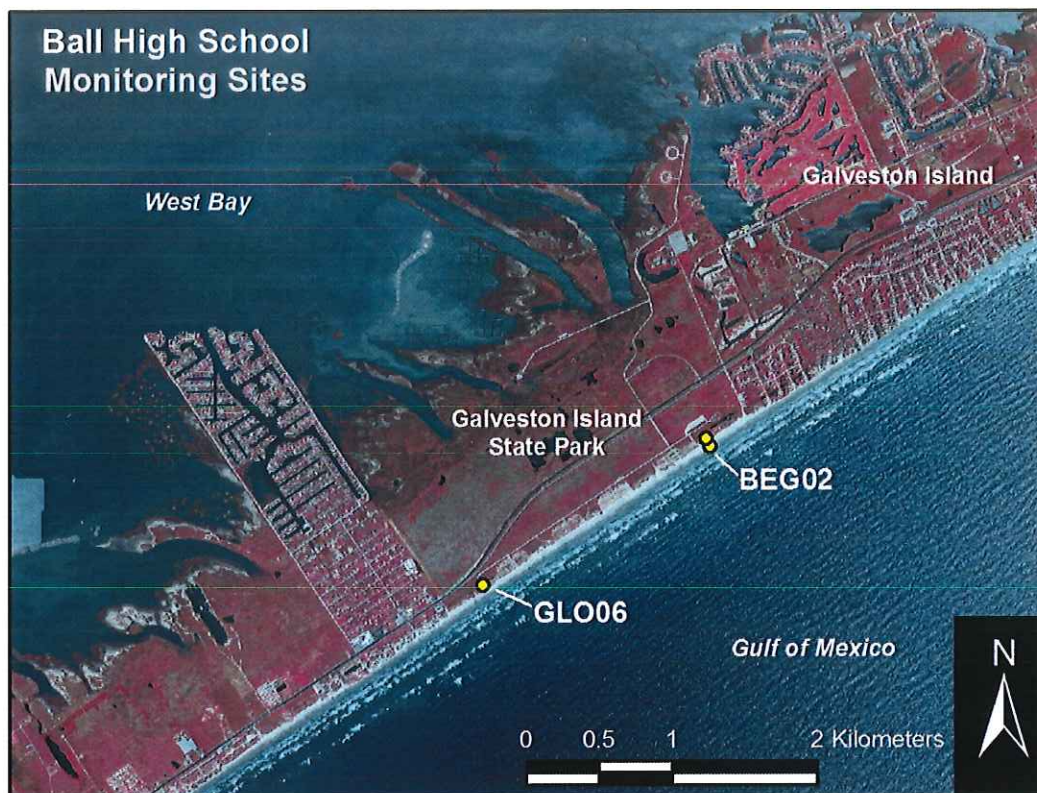 Ball High School
Monitoring Sites
West Bay
Galveston Island
Galveston Island
State Park
BEG02
GLO06
Gulf of Mexico
N
0 0.5 1 2 Kilometers